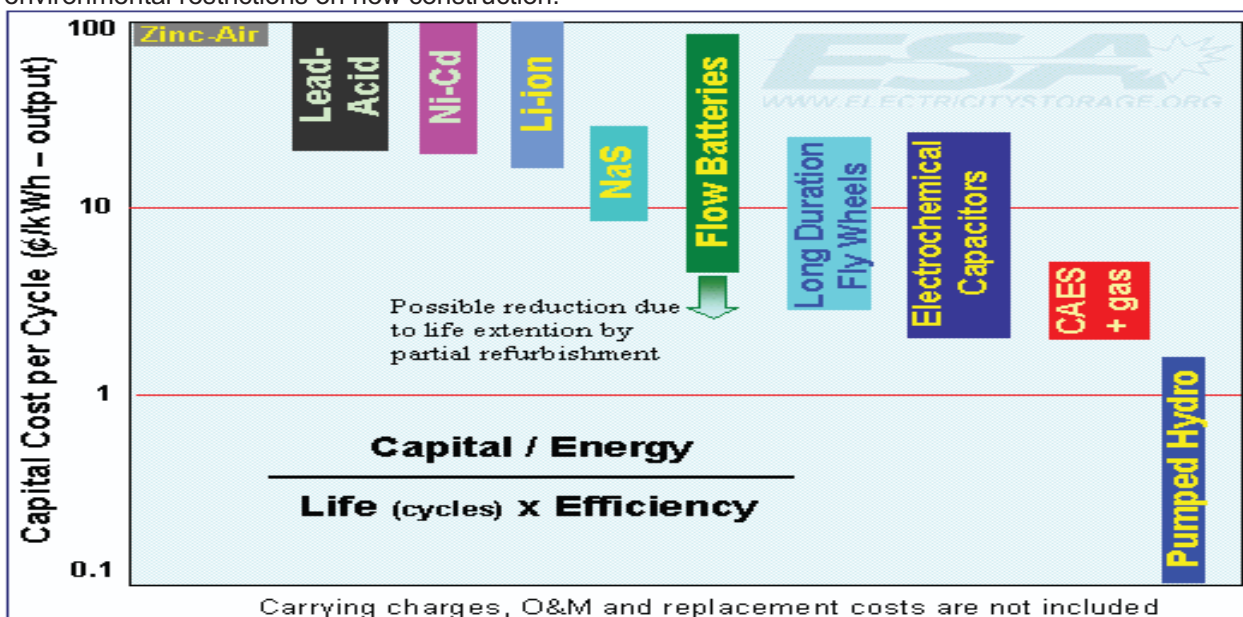 environmental restrictions on new construction.
Capital Cost per Cycle (¢/kWh – output)
100
10
1
0.1
Zinc-Air
Lead-
Acid
Ni-Cd
Li-ion
NaS
Flow Batteries
Long Duration
Fly Wheels
Electrochemical
Capacitors
CAES
+ gas
Pumped Hydro
ESA
WWW.ELECTRICITYSTORAGE.ORG
Possible reduction due
to life extention by
partial refurbishment
Capital / Energy
Life (cycles) x Efficiency
Carrying charges, O&M and replacement costs are not included